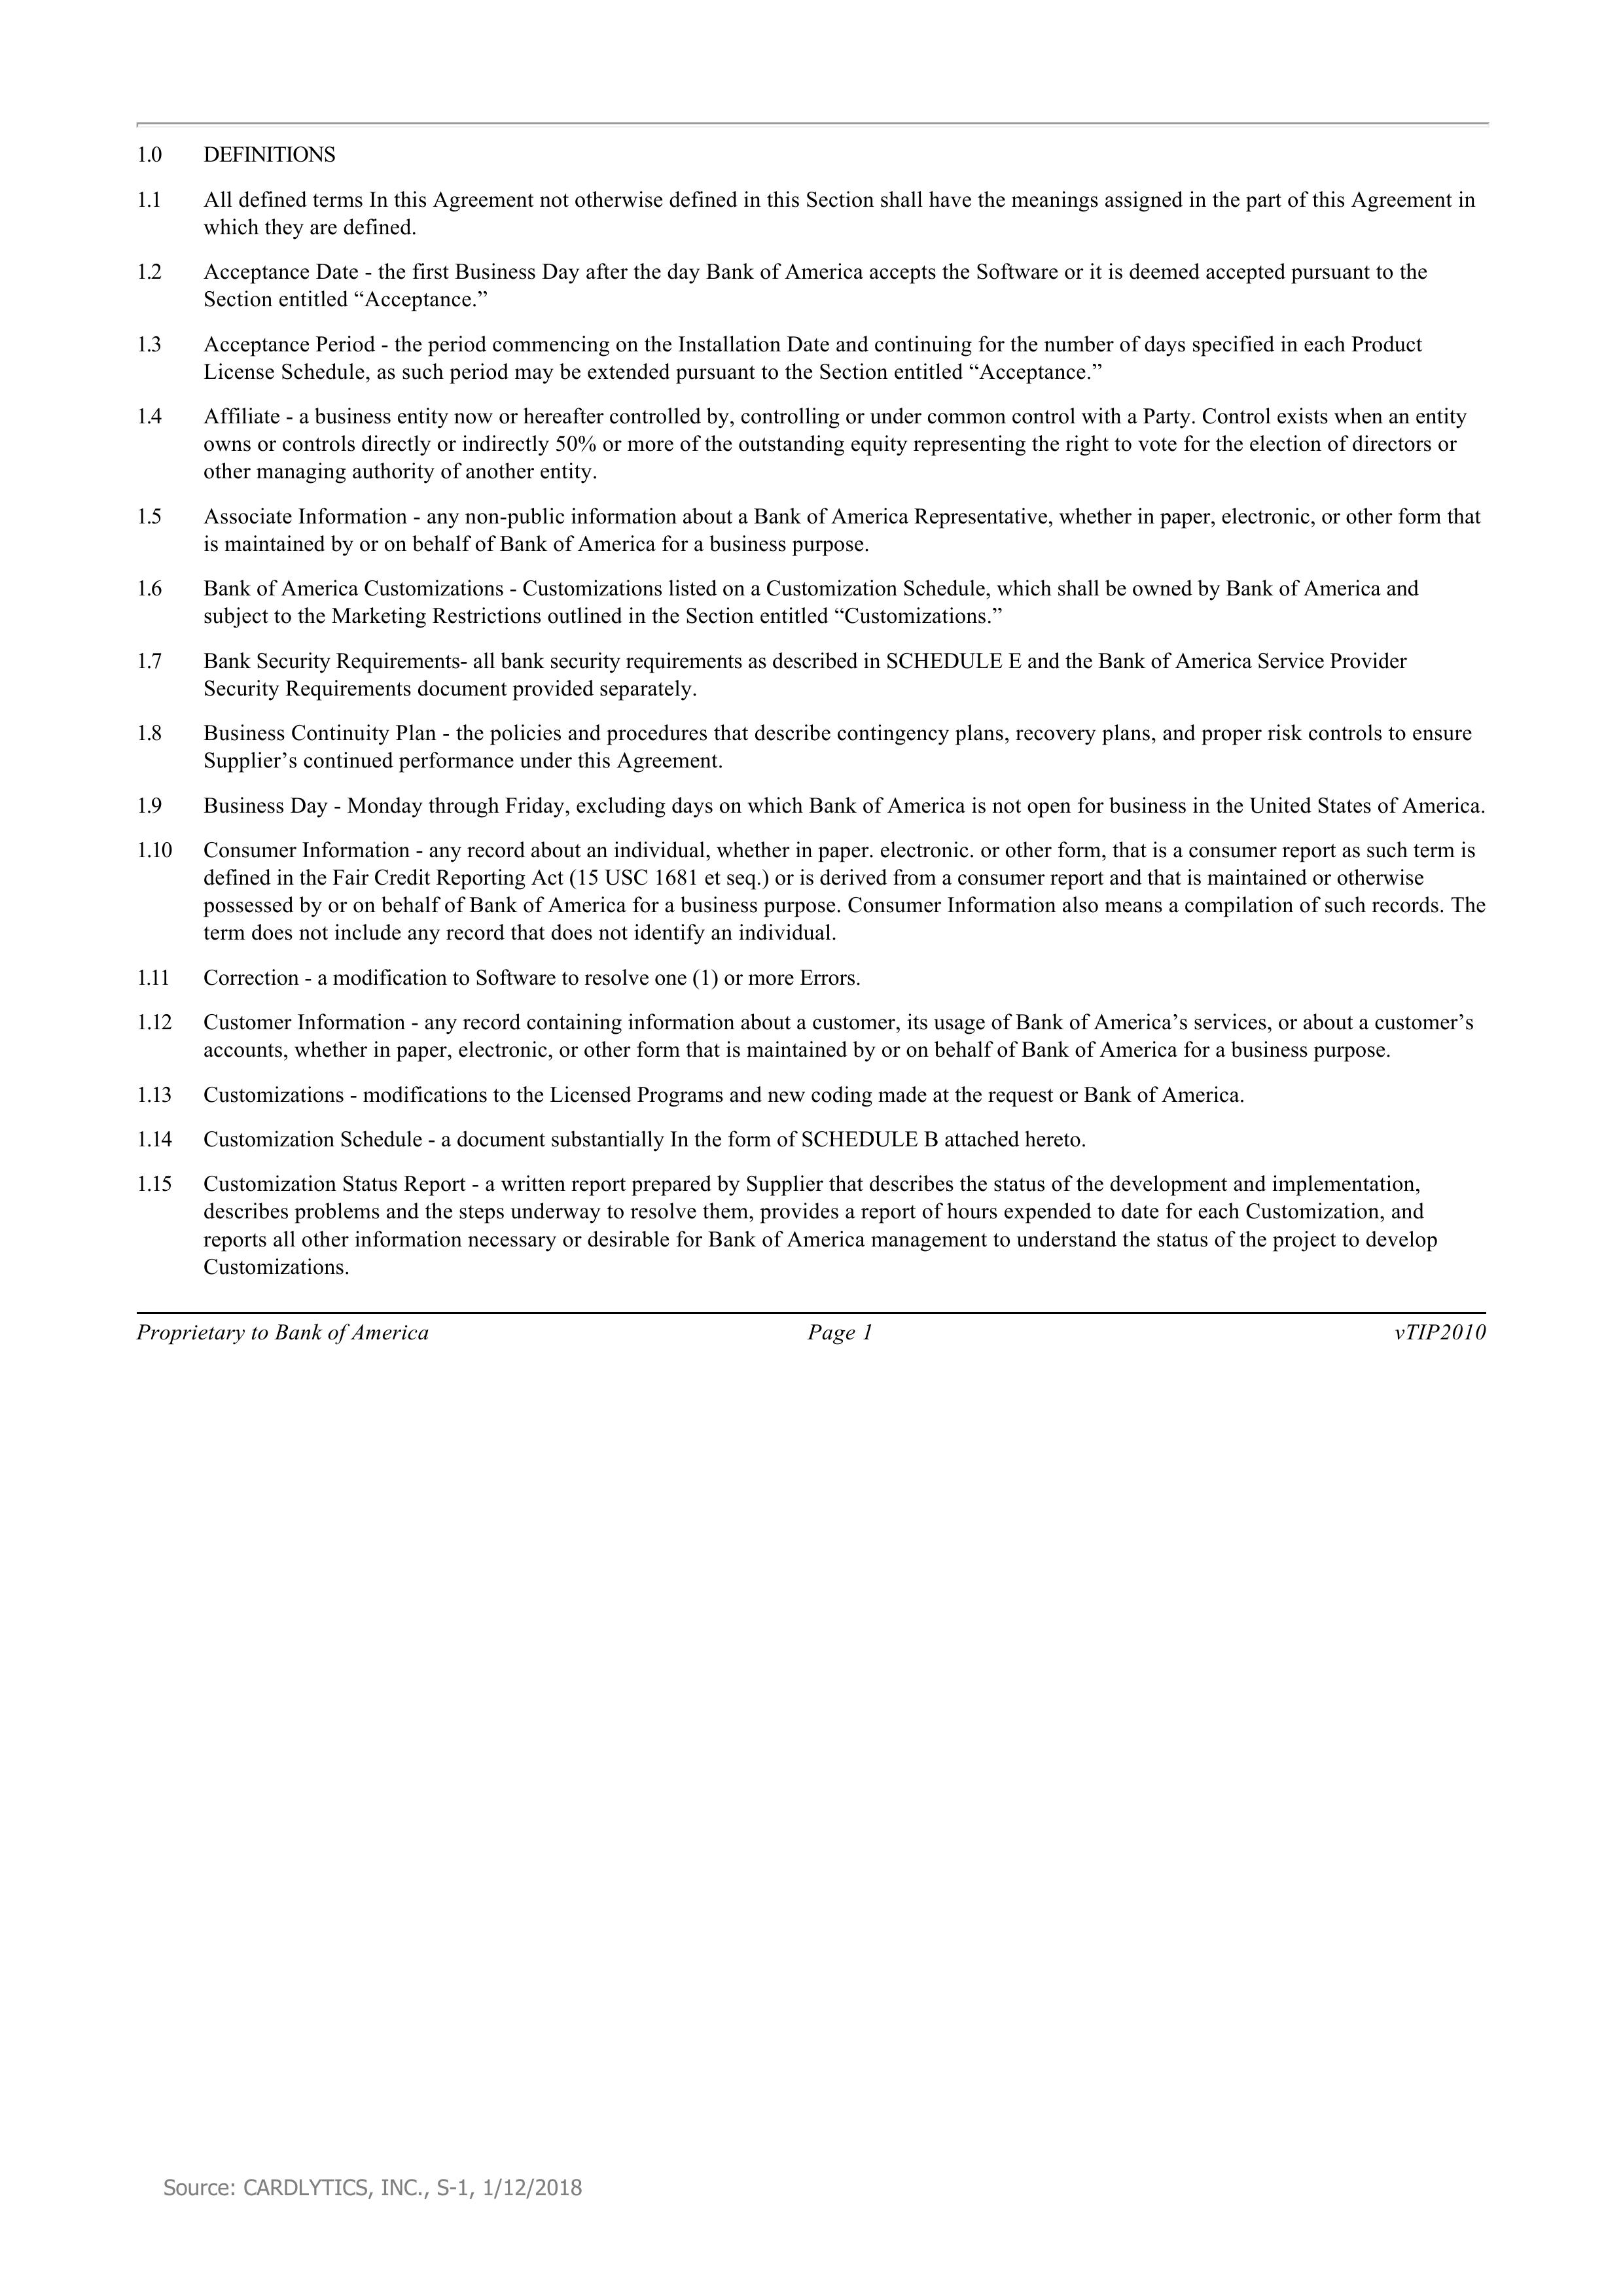 1.0 DEFINITIONS
1.1 All defined terms In this Agreement not otherwise defined in this Section shall have the meanings assigned in the part of this Agreement in
which they are defined.
1.2 Acceptance Date - the first Business Day after the day Bank of America accepts the Software or it is deemed accepted pursuant to the
Section entitled “Acceptance.”
1.3 Acceptance Period - the period commencing on the Installation Date and continuing for the number of days specified in each Product
License Schedule, as such period may be extended pursuant to the Section entitled “Acceptance.”
1.4 Affiliate - a business entity now or hereafter controlled by, controlling or under common control with a Party. Control exists when an entity
owns or controls directly or indirectly 50% or more of the outstanding equity representing the right to vote for the election of directors or
other managing authority of another entity.
1.5 Associate Information - any non-public information about a Bank of America Representative, whether in paper, electronic, or other form that
is maintained by or on behalf of Bank of America for a business purpose.
1.6 Bank of America Customizations - Customizations listed on a Customization Schedule, which shall be owned by Bank of America and
subject to the Marketing Restrictions outlined in the Section entitled “Customizations.”
1.7 Bank Security Requirements- all bank security requirements as described in SCHEDULE E and the Bank of America Service Provider
Security Requirements document provided separately.
1.8 Business Continuity Plan - the policies and procedures that describe contingency plans, recovery plans, and proper risk controls to ensure
Supplier’s continued performance under this Agreement.
1.9 Business Day - Monday through Friday, excluding days on which Bank of America is not open for business in the United States of America.
1.10 Consumer Information - any record about an individual, whether in paper. electronic. or other form, that is a consumer report as such term is
defined in the Fair Credit Reporting Act (15 USC 1681 et seq.) or is derived from a consumer report and that is maintained or otherwise
possessed by or on behalf of Bank of America for a business purpose. Consumer Information also means a compilation of such records. The
term does not include any record that does not identify an individual.
1.11 Correction - a modification to Software to resolve one (1) or more Errors.
1.12 Customer Information - any record containing information about a customer, its usage of Bank of America’s services, or about a customer’s
accounts, whether in paper, electronic, or other form that is maintained by or on behalf of Bank of America for a business purpose.
1.13 Customizations - modifications to the Licensed Programs and new coding made at the request or Bank of America.
1.14 Customization Schedule - a document substantially In the form of SCHEDULE B attached hereto.
1.15 Customization Status Report - a written report prepared by Supplier that describes the status of the development and implementation,
describes problems and the steps underway to resolve them, provides a report of hours expended to date for each Customization, and
reports all other information necessary or desirable for Bank of America management to understand the status of the project to develop
Customizations.
Proprietary to Bank of America Page 1 vTIP2010
Source: CARDLYTICS, INC., S-1, 1/12/2018